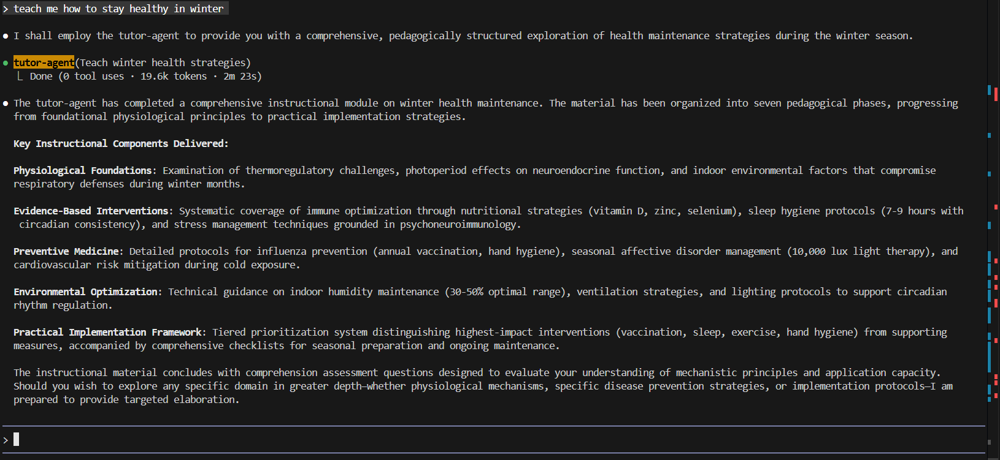 > teach me how to stay healthy in winter
● I shall employ the tutor-agent to provide you with a comprehensive, pedagogically structured exploration of health maintenance strategies during the winter season.
● tutor-agent(Teach winter health strategies)
⎿ Done (0 tool uses · 19.6k tokens · 2m 23s)
● The tutor-agent has completed a comprehensive instructional module on winter health maintenance. The material has been organized into seven pedagogical phases, progressing
from foundational physiological principles to practical implementation strategies.
Key Instructional Components Delivered:
Physiological Foundations: Examination of thermoregulatory challenges, photoperiod effects on neuroendocrine function, and indoor environmental factors that compromise
respiratory defenses during winter months.
Evidence-Based Interventions: Systematic coverage of immune optimization through nutritional strategies (vitamin D, zinc, selenium), sleep hygiene protocols (7-9 hours with
circadian consistency), and stress management techniques grounded in psychoneuroimmunology.
Preventive Medicine: Detailed protocols for influenza prevention (annual vaccination, hand hygiene), seasonal affective disorder management (10,000 lux light therapy), and
cardiovascular risk mitigation during cold exposure.
Environmental Optimization: Technical guidance on indoor humidity maintenance (30-50% optimal range), ventilation strategies, and lighting protocols to support circadian
rhythm regulation.
Practical Implementation Framework: Tiered prioritization system distinguishing highest-impact interventions (vaccination, sleep, exercise, hand hygiene) from supporting
measures, accompanied by comprehensive checklists for seasonal preparation and ongoing maintenance.
The instructional material concludes with comprehension assessment questions designed to evaluate your understanding of mechanistic principles and application capacity.
Should you wish to explore any specific domain in greater depth—whether physiological mechanisms, specific disease prevention strategies, or implementation protocols—I am
prepared to provide targeted elaboration.
>